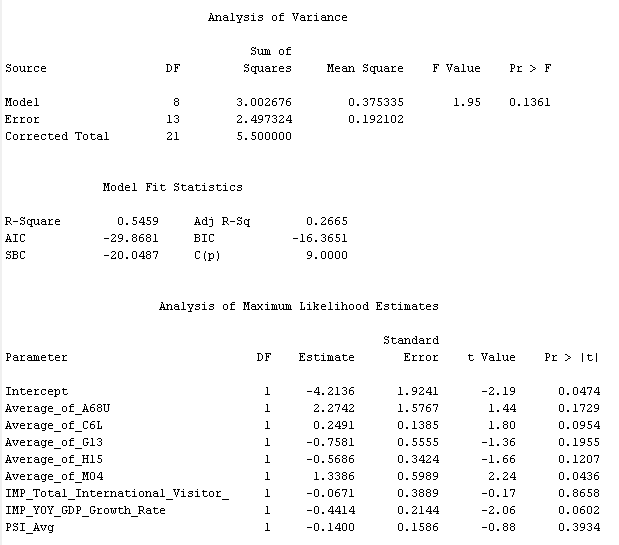 Analysis of Variance
Sum of
Source DF Squares Mean Square F Value Pr > F
Model 8 3.002676 0.375335 1.95 0.1361
Error 13 2.497324 0.192102
Corrected Total 21 5.500000
Model Fit Statistics
R-Square 0.5459 Adj R-Sq 0.2665
AIC -29.8681 BIC -16.3651
SBC -20.0487 C(p) 9.0000
Analysis of Maximum Likelihood Estimates
Standard
Parameter DF Estimate Error t Value Pr > |t|
Intercept 1 -4.2136 1.9241 -2.19 0.0474
Average_of_A68U 1 2.2742 1.5767 1.44 0.1729
Average_of_C6L 1 0.2491 0.1385 1.80 0.0954
Average_of_G13 1 -0.7581 0.5555 -1.36 0.1955
Average_of_H15 1 -0.5686 0.3424 -1.66 0.1207
Average_of_M04 1 1.3386 0.5989 2.24 0.0436
IMP_Total_International_Visitor_ 1 -0.0671 0.3889 -0.17 0.8658
IMP_YOY_GDP_Growth_Rate 1 -0.4414 0.2144 -2.06 0.0602
PSI_Avg 1 -0.1400 0.1586 -0.88 0.3934